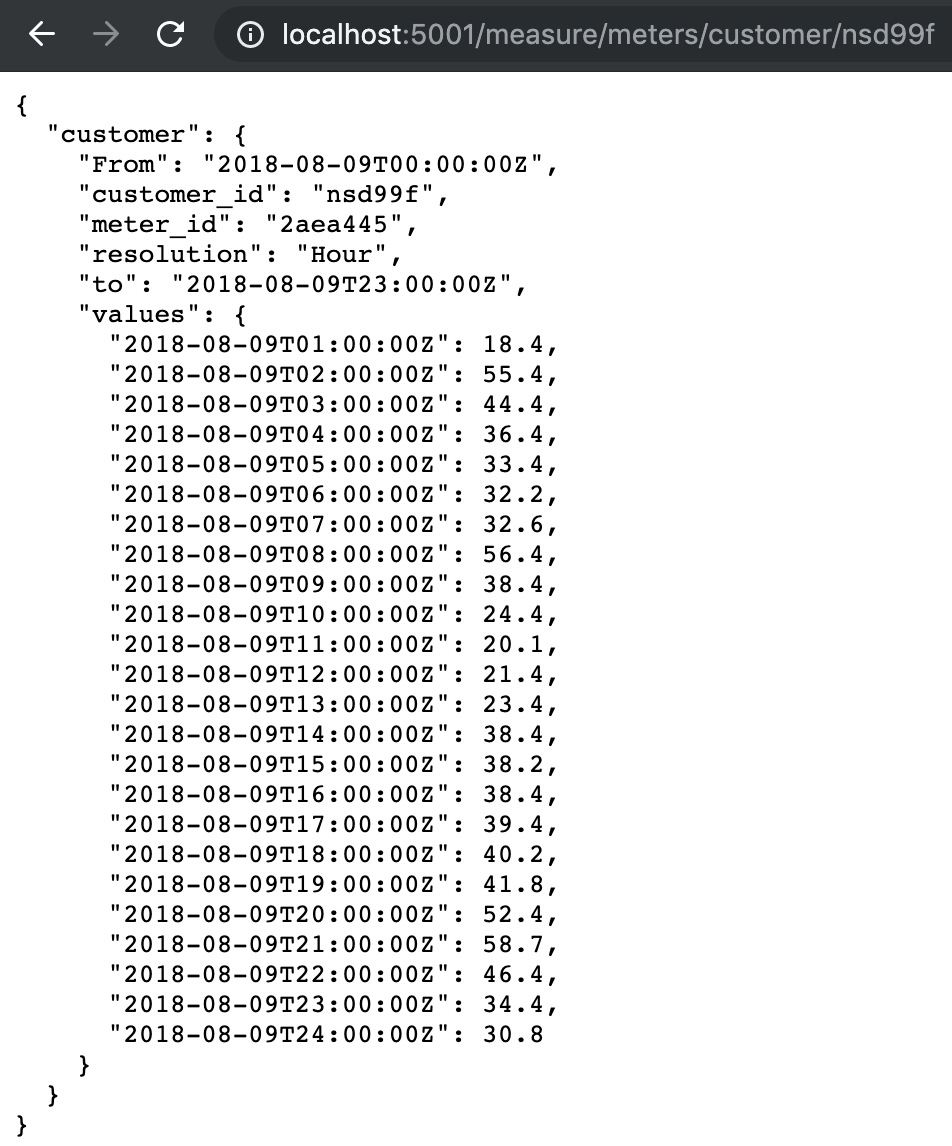 localhost:5001/measure/meters/customer/nsd99f
{
"customer": {
"From": "2018-08-09T00:00:00Z",
"customer_id": "nsd99f",
"meter_id": "2aea445",
"resolution": "Hour",
"to": "2018-08-09T23:00:00Z",
"values": {
"2018-08-09T01:00:00Z": 18.4,
"2018-08-09T02:00:00Z": 55.4,
"2018-08-09T03:00:00Z": 44.4,
"2018-08-09T04:00:00Z": 36.4,
"2018-08-09T05:00:00Z": 33.4,
"2018-08-09T06:00:00Z": 32.2,
"2018-08-09T07:00:00Z": 32.6,
"2018-08-09T08:00:00Z": 56.4,
"2018-08-09T09:00:00Z": 38.4,
"2018-08-09T10:00:00Z": 24.4,
"2018-08-09T11:00:00Z": 20.1,
"2018-08-09T12:00:00Z": 21.4,
"2018-08-09T13:00:00Z": 23.4,
"2018-08-09T14:00:00Z": 38.4,
"2018-08-09T15:00:00Z": 38.2,
"2018-08-09T16:00:00Z": 38.4,
"2018-08-09T17:00:00Z": 39.4,
"2018-08-09T18:00:00Z": 40.2,
"2018-08-09T19:00:00Z": 41.8,
"2018-08-09T20:00:00Z": 52.4,
"2018-08-09T21:00:00Z": 58.7,
"2018-08-09T22:00:00Z": 46.4,
"2018-08-09T23:00:00Z": 34.4,
"2018-08-09T24:00:00Z": 30.8
}
}
}